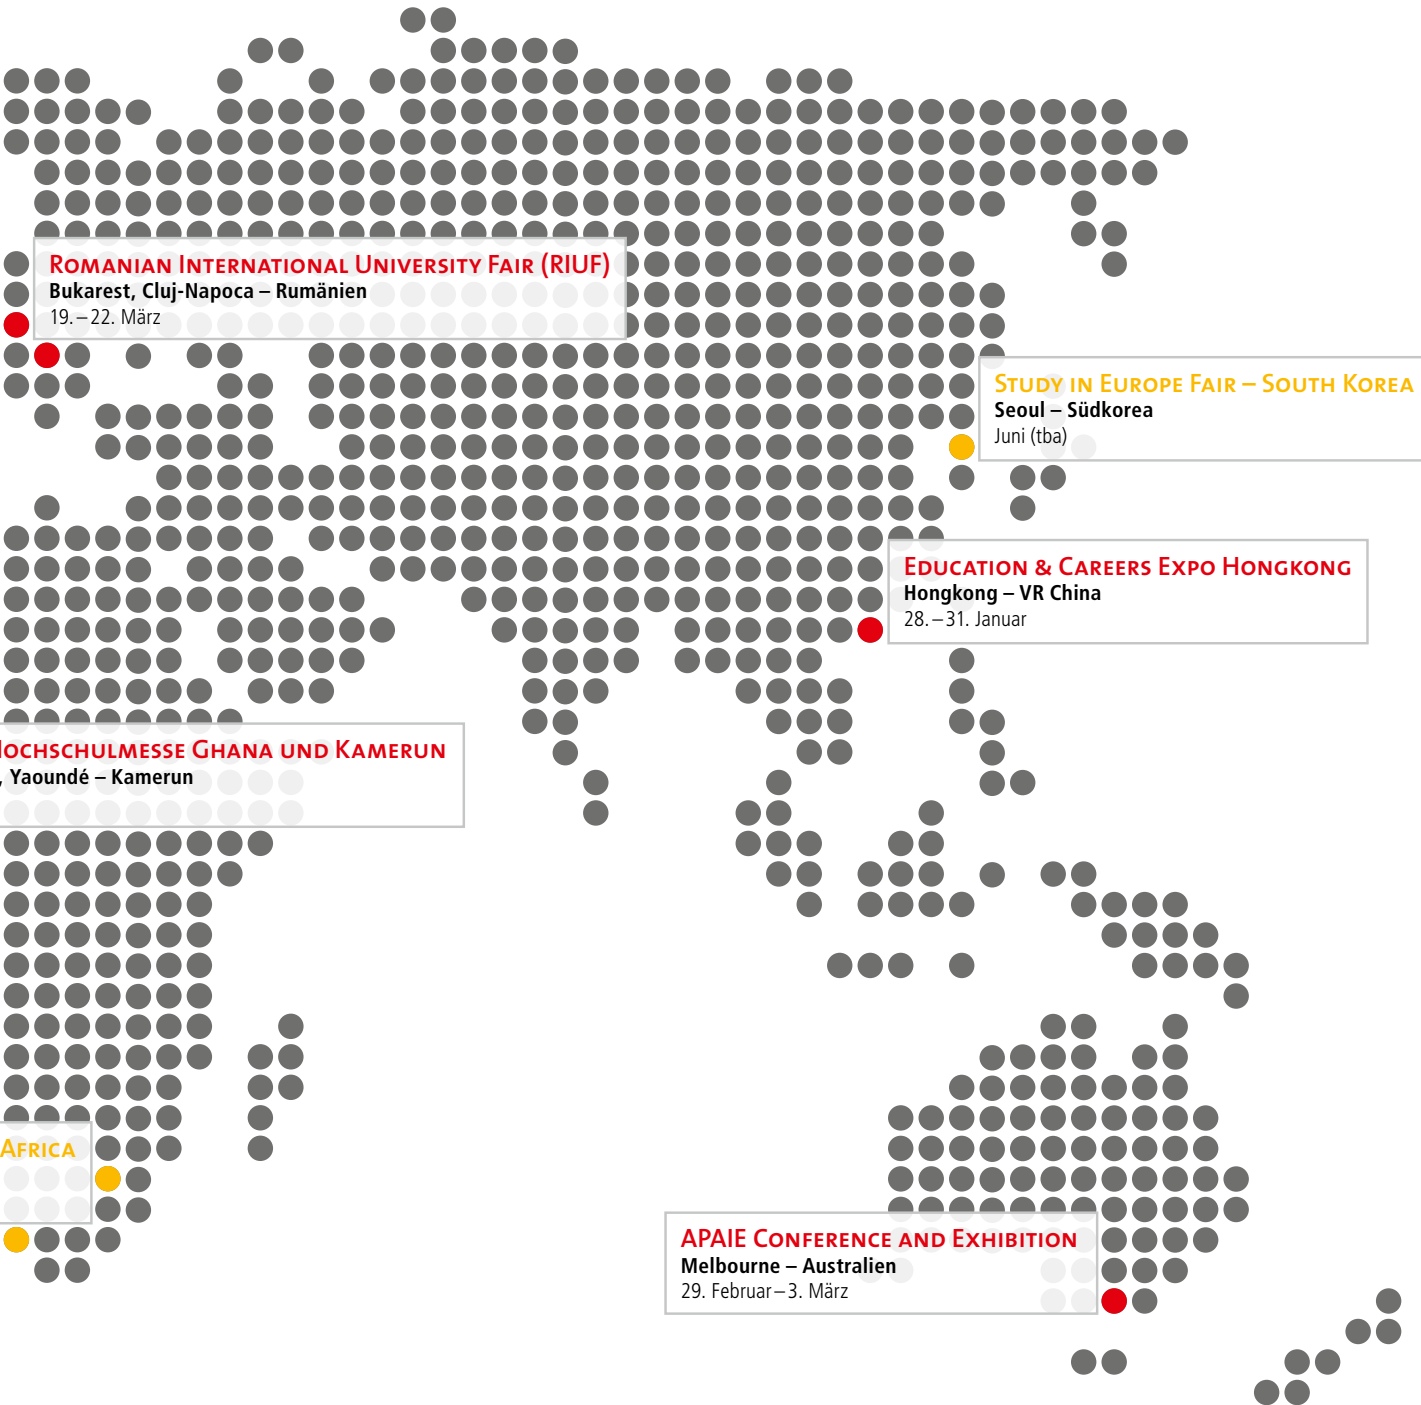 Romanian International University Fair (RIUF)
Bukarest, Cluj-Napoca – Rumänien
19. – 22. März
Study in Europe Fair – South Korea
Seoul – Südkorea
Juni (tba)
Education & Careers Expo Hongkong
Hongkong – VR China
28. – 31. Januar
Hochschulmesse Ghana und Kamerun
, Yaoundé – Kamerun
Africa
APAIE Conference and Exhibition
Melbourne – Australien
29. Februar – 3. März